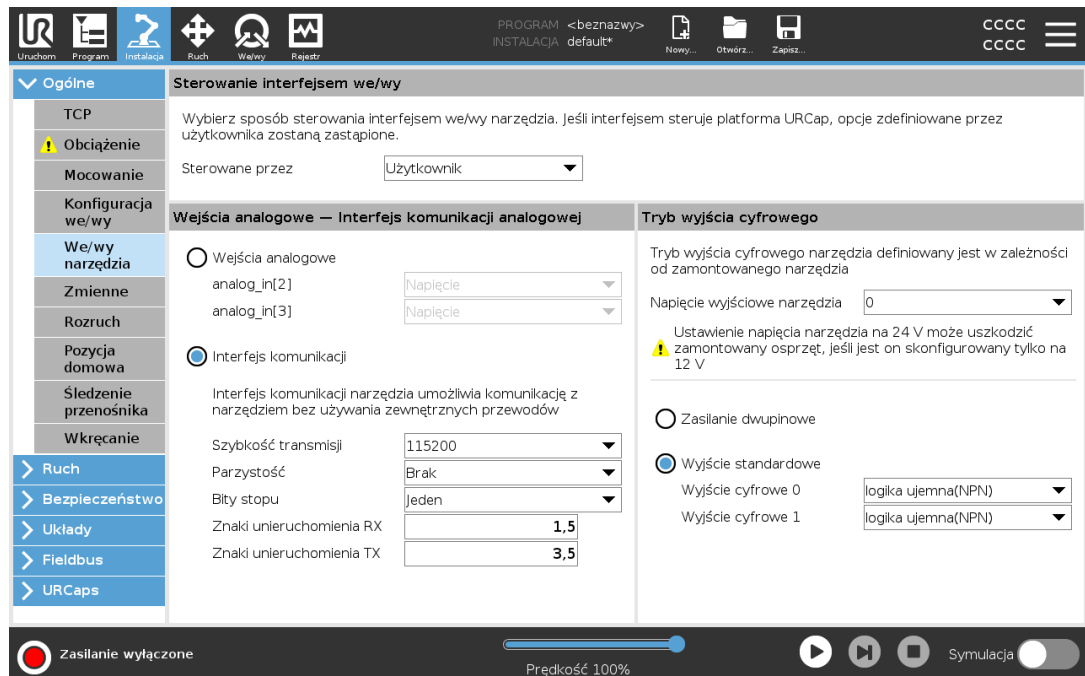 PROGRAM <beznazwy>
INSTALACJA default*
CCCC
CCCC
Uruchom Program Instalacja Ruch We/wy Rejestr Nowy... Otwórz... Zapisz...
Ogólne
TCP
Obciążenie
Mocowanie
Konfiguracja
we/wy
We/wy
narzędzia
Zmienne
Rozruch
Pozycja
domowa
Śledzenie
przenośnika
Wkręcanie
Ruch
Bezpieczeństwo
Układy
Fieldbus
URCaps
Sterowanie interfejsem we/wy
Wybierz sposób sterowania interfejsem we/wy narzędzia. Jeśli interfejsem steruje platforma URCap, opcje zdefiniowane przez
użytkownika zostaną zastąpione.
Sterowane przez Użytkownik
Wejścia analogowe — Interfejs komunikacji analogowej
Wejścia analogowe
analog_in[2] Napięcie
analog_in[3] Napięcie
Interfejs komunikacji
Interfejs komunikacji narzędzia umożliwia komunikację z
narzędziem bez używania zewnętrznych przewodów
Szybkość transmisji 115200
Parzystość Brak
Bity stopu Jeden
Znaki unieruchomienia RX 1,5
Znaki unieruchomienia TX 3,5
Tryb wyjścia cyfrowego
Tryb wyjścia cyfrowego narzędzia definiowany jest w zależności
od zamontowanego narzędzia
Napięcie wyjściowe narzędzia 0
Ustawienie napięcia narzędzia na 24 V może uszkodzić
zamontowany osprzęt, jeśli jest on skonfigurowany tylko na
12 V
Zasilanie dwupinowe
Wyjście standardowe
Wyjście cyfrowe 0 logika ujemna(NPN)
Wyjście cyfrowe 1 logika ujemna(NPN)
Zasilanie wyłączone
Prędkość 100%
Symulacja